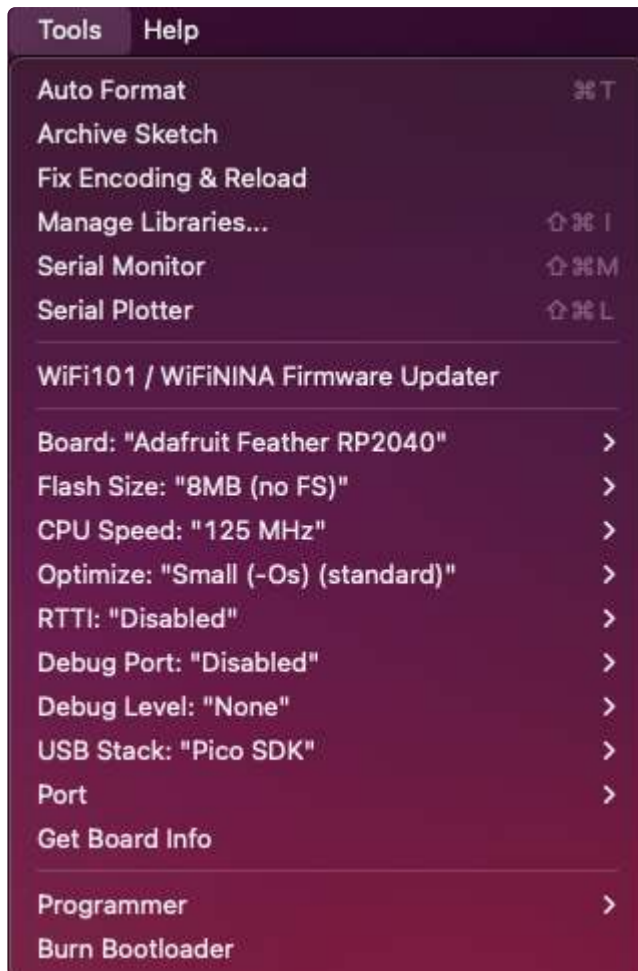 Tools Help
Auto Format ⌘T
Archive Sketch
Fix Encoding & Reload
Manage Libraries... ⇧⌘I
Serial Monitor ⇧⌘M
Serial Plotter ⇧⌘L
WiFi101 / WiFiNINA Firmware Updater
Board: "Adafruit Feather RP2040" >
Flash Size: "8MB (no FS)" >
CPU Speed: "125 MHz" >
Optimize: "Small (-Os) (standard)" >
RTTI: "Disabled" >
Debug Port: "Disabled" >
Debug Level: "None" >
USB Stack: "Pico SDK" >
Port >
Get Board Info
Programmer >
Burn Bootloader